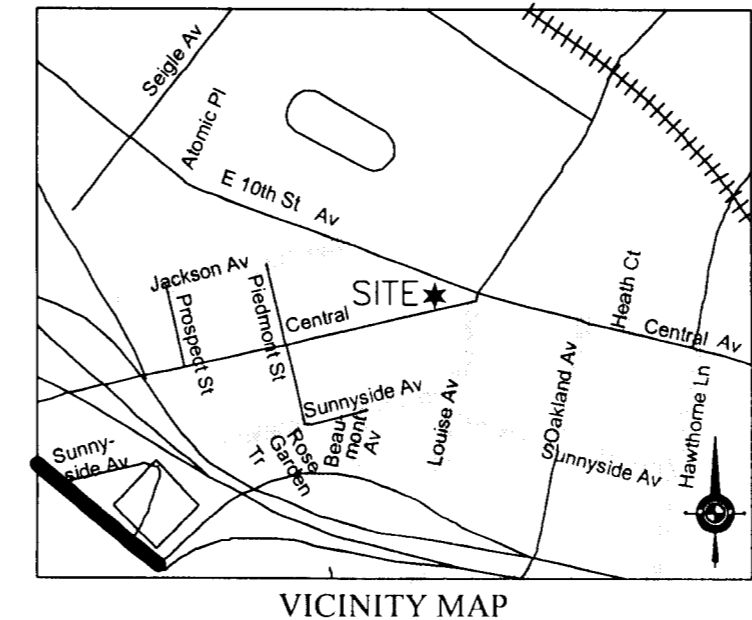 Seigle Av
Atomic Pl
E 10th St Av
Jackson Av
Prospect St
Piedmont St
Central
SITE
Heath Ct
Central Av
Sunnyside Av
Sunny-
side Av
Rose
Garden
Tr
Beau-
mont
Av
Louise Av
Oakland Av
Sunnyside Av
Hawthorne Ln
VICINITY MAP